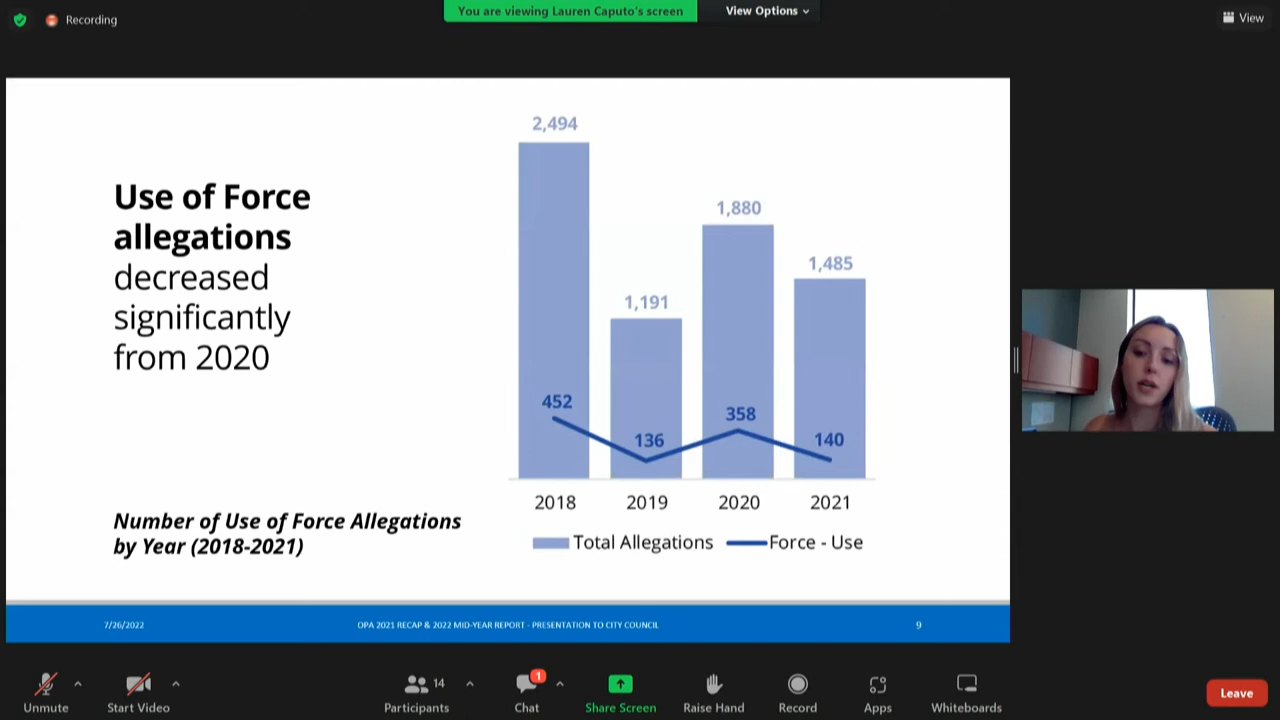 Recording
You are viewing Lauren Caputo's screen
View Options
View
Use of Force
allegations
decreased
significantly
from 2020
Number of Use of Force Allegations
by Year (2018-2021)
2,494
1,191
1,880
1,485
452
136
358
140
2018 2019 2020 2021
Total Allegations Force - Use
7/26/2022
OPA 2021 RECAP & 2022 MID-YEAR REPORT - PRESENTATION TO CITY COUNCIL
9
14
1
Unmute
Start Video
Participants
Chat
Share Screen
Raise Hand
Record
Apps
Whiteboards
Leave